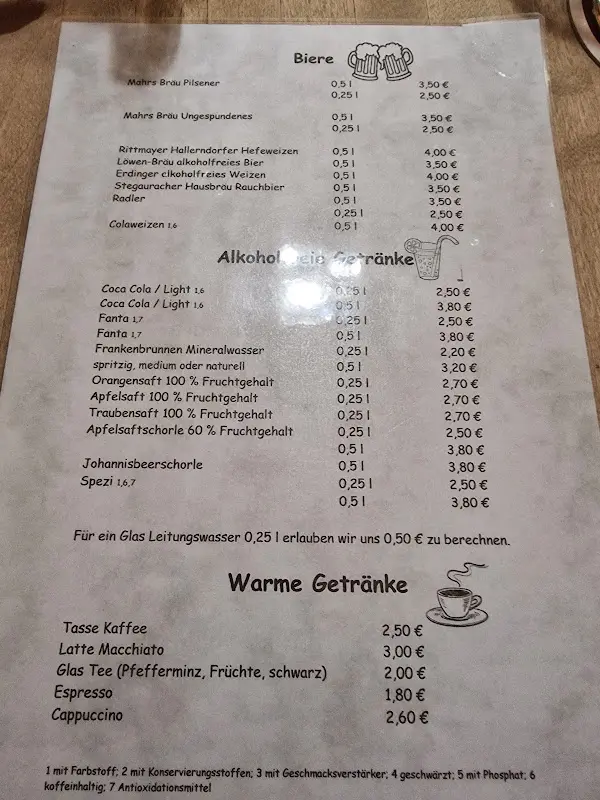 Biere
Mahrs Bräu Pilsener 0,5 l 3,50 €
0,25 l 2,50 €
Mahrs Bräu Ungespundenes 0,5 l 3,50 €
0,25 l 2,50 €
Rittmayer Hallerndorfer Hefeweizen 0,5 l 4,00 €
Löwen-Bräu alkoholfreies Bier 0,5 l 3,50 €
Erdinger alkoholfreies Weizen 0,5 l 4,00 €
Stegauracher Hausbräu Rauchbier 0,5 l 3,50 €
Radler 0,5 l 3,50 €
0,25 l 2,50 €
Colaweizen 1,6 0,5 l 4,00 €
Alkoholfreie Getränke
Coca Cola / Light 1,6 0,25 l 2,50 €
Coca Cola / Light 1,6 0,5 l 3,80 €
Fanta 1,7 0,25 l 2,50 €
Fanta 1,7 0,5 l 3,80 €
Frankenbrunnen Mineralwasser 0,25 l 2,20 €
spritzig, medium oder naturell 0,5 l 3,20 €
Orangensaft 100 % Fruchtgehalt 0,25 l 2,70 €
Apfelsaft 100 % Fruchtgehalt 0,25 l 2,70 €
Traubensaft 100 % Fruchtgehalt 0,25 l 2,70 €
Apfelsaftschorle 60 % Fruchtgehalt 0,25 l 2,50 €
0,5 l 3,80 €
Johannisbeerschorle 0,5 l 3,80 €
Spezi 1,6,7 0,25 l 2,50 €
0,5 l 3,80 €
Für ein Glas Leitungswasser 0,25 l erlauben wir uns 0,50 € zu berechnen.
Warme Getränke
Tasse Kaffee 2,50 €
Latte Macchiato 3,00 €
Glas Tee (Pfefferminz, Früchte, schwarz) 2,00 €
Espresso 1,80 €
Cappuccino 2,60 €
1 mit Farbstoff; 2 mit Konservierungsstoffen; 3 mit Geschmacksverstärker; 4 geschwärzt; 5 mit Phosphat; 6
koffeinhaltig; 7 Antioxidationsmittel